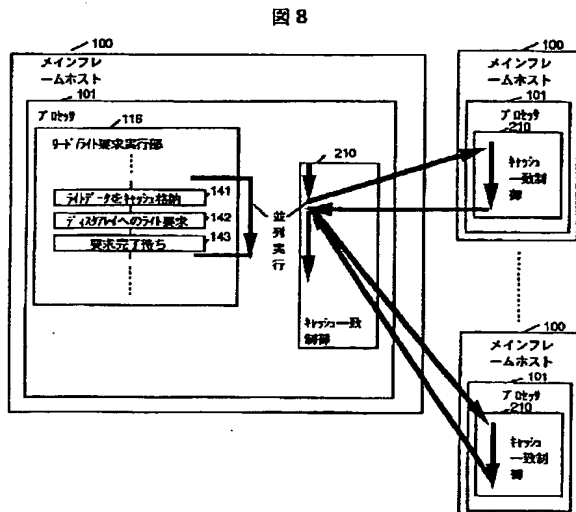 図8
100
メインフレ
ームホスト
101
プロセッサ
116
リード/ライト要求実行部
ライトデータをキャッシュ格納
141
ディスクアレイへのライト要求
142
要求完了待ち
143
並列実行
210
キャッシュ一致
制御
100
メインフレ
ームホスト
101
プロセッサ
210
キャッシュ
一致制
御
100
メインフレ
ームホスト
101
プロセッサ
210
キャッシュ
一致制
御